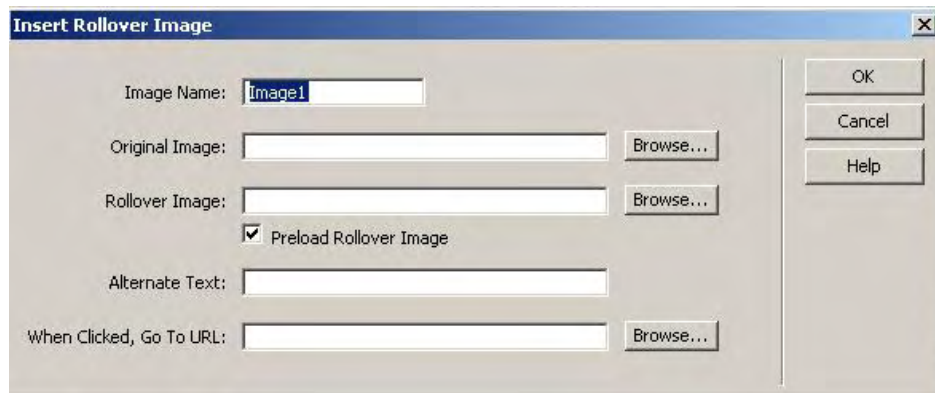 Insert Rollover Image
Image Name: Image1
OK
Cancel
Original Image: Browse...
Help
Rollover Image: Browse...
Preload Rollover Image
Alternate Text:
When Clicked, Go To URL: Browse...